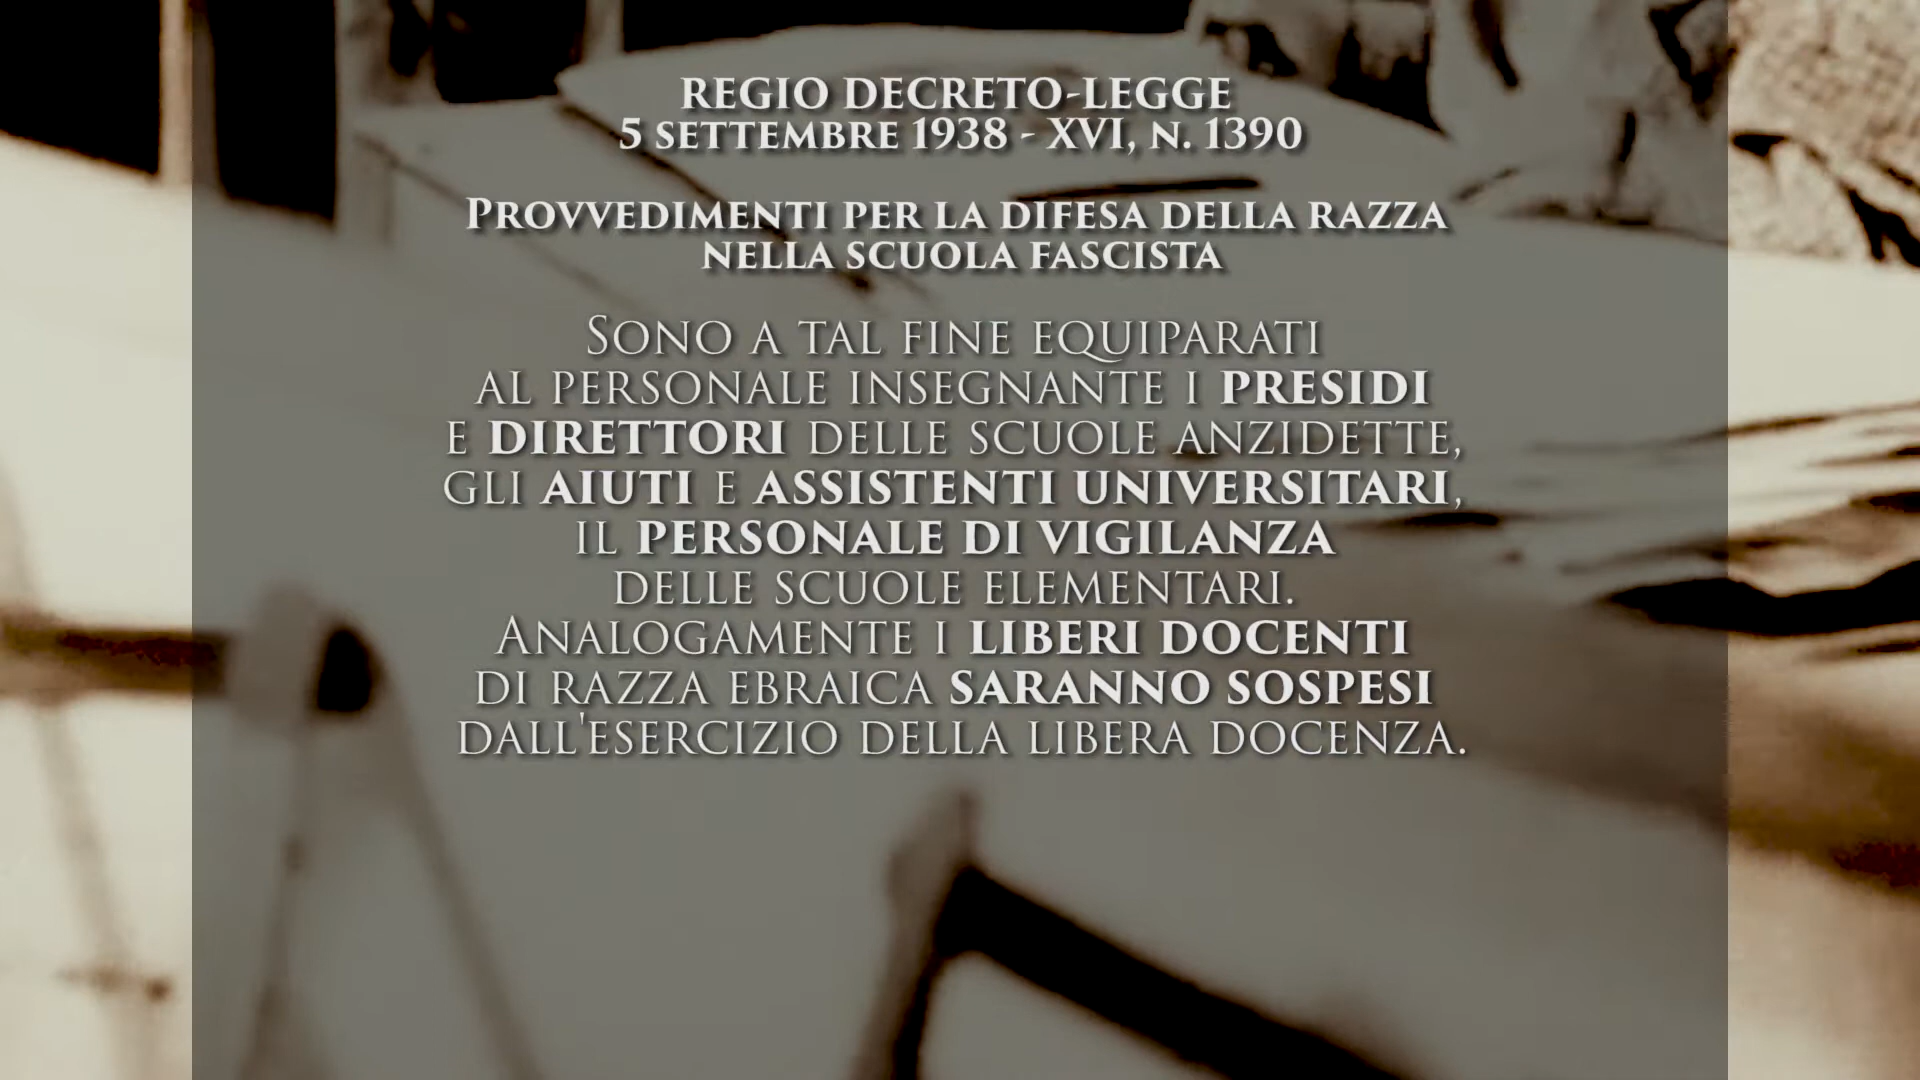 REGIO DECRETO-LEGGE
5 SETTEMBRE 1938 - XVI, N. 1390
PROVVEDIMENTI PER LA DIFESA DELLA RAZZA
NELLA SCUOLA FASCISTA
SONO A TAL FINE EQUIPARATI
AL PERSONALE INSEGNANTE I PRESIDI
E DIRETTORI DELLE SCUOLE ANZIDETTE,
GLI AIUTI E ASSISTENTI UNIVERSITARI,
IL PERSONALE DI VIGILANZA
DELLE SCUOLE ELEMENTARI.
ANALOGAMENTE I LIBERI DOCENTI
DI RAZZA EBRAICA SARANNO SOSPESI
DALL'ESERCIZIO DELLA LIBERA DOCENZA.